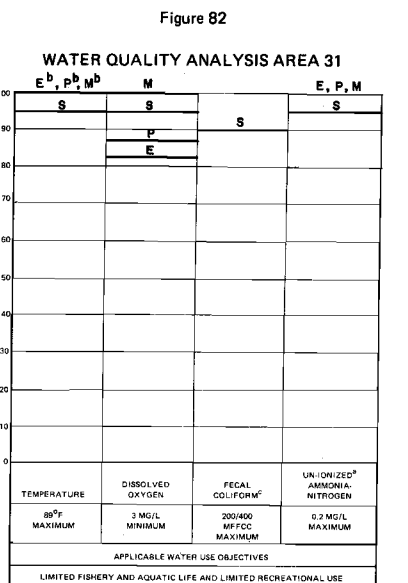 Figure 82
WATER QUALITY ANALYSIS AREA 31
E b, P b, M b M E, P, M
00 S S S
S
90 P
E
80
70
60
50
40
30
20
10
0
TEMPERATURE
DISSOLVED
OXYGEN
FECAL
COLIFORM c
UN-IONIZED a
AMMONIA-
NITROGEN
89°F
MAXIMUM
3 MG/L
MINIMUM
200/400
MFFCC
MAXIMUM
0.2 MG/L
MAXIMUM
APPLICABLE WATER USE OBJECTIVES
LIMITED FISHERY AND AQUATIC LIFE AND LIMITED RECREATIONAL USE